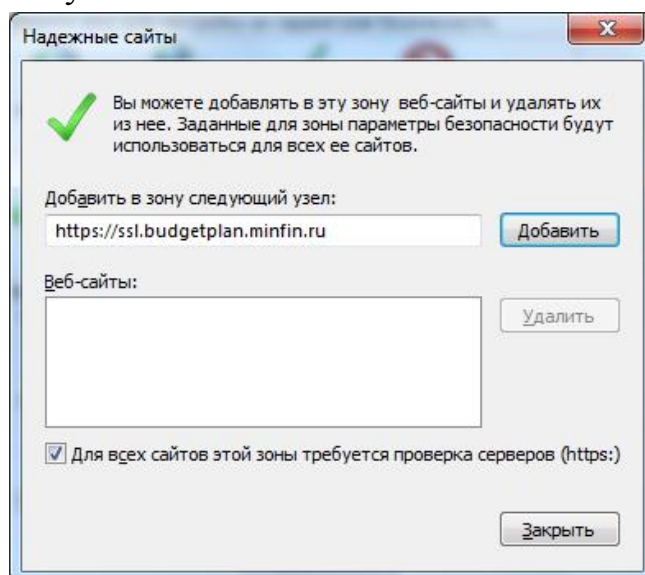 Надежные сайты
Вы можете добавлять в эту зону веб-сайты и удалять их
из нее. Заданные для зоны параметры безопасности будут
использоваться для всех ее сайтов.
Добавить в зону следующий узел:
https://ssl.budgetplan.minfin.ru
Добавить
Веб-сайты:
Удалить
Для всех сайтов этой зоны требуется проверка серверов (https:)
Закрыть